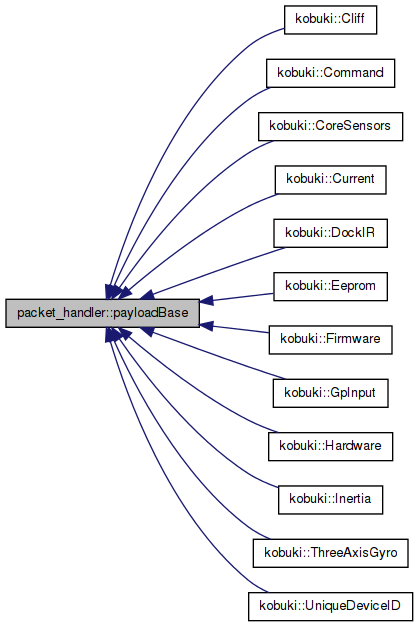 kobuki::Cliff
kobuki::Command
kobuki::CoreSensors
kobuki::Current
kobuki::DockIR
kobuki::Eeprom
packet_handler::payloadBase
kobuki::Firmware
kobuki::GpInput
kobuki::Hardware
kobuki::Inertia
kobuki::ThreeAxisGyro
kobuki::UniqueDeviceID